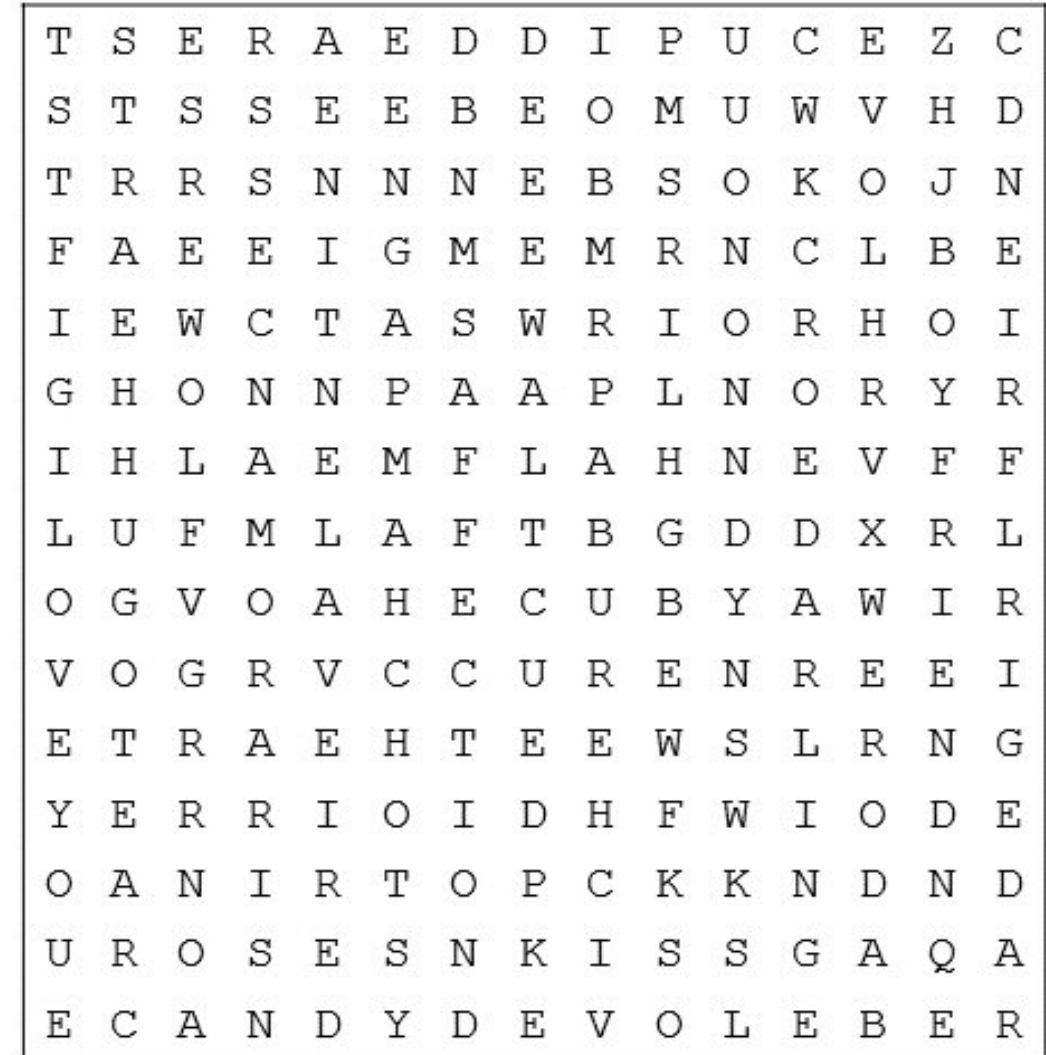 T S E R A E D D I P U C E Z C
S T S S E E B E O M U W V H D
T R R S N N N E B S O K O J N
F A E E I G M E M R N C L B E
I E W C T A S W R I O R H O I
G H O N N P A A P L N O R Y R
I H L A E M F L A H N E V F F
L U F M L A F T B G D D X R L
O G V O A H E C U B Y A W I R
V O G R V C C U R E N R E E I
E T R A E H T E E W S L R N G
Y E R R I O I D H F W I O D E
O A N I R T O P C K K N D N D
U R O S E S N K I S S G A Q A
E C A N D Y D E V O L E B E R